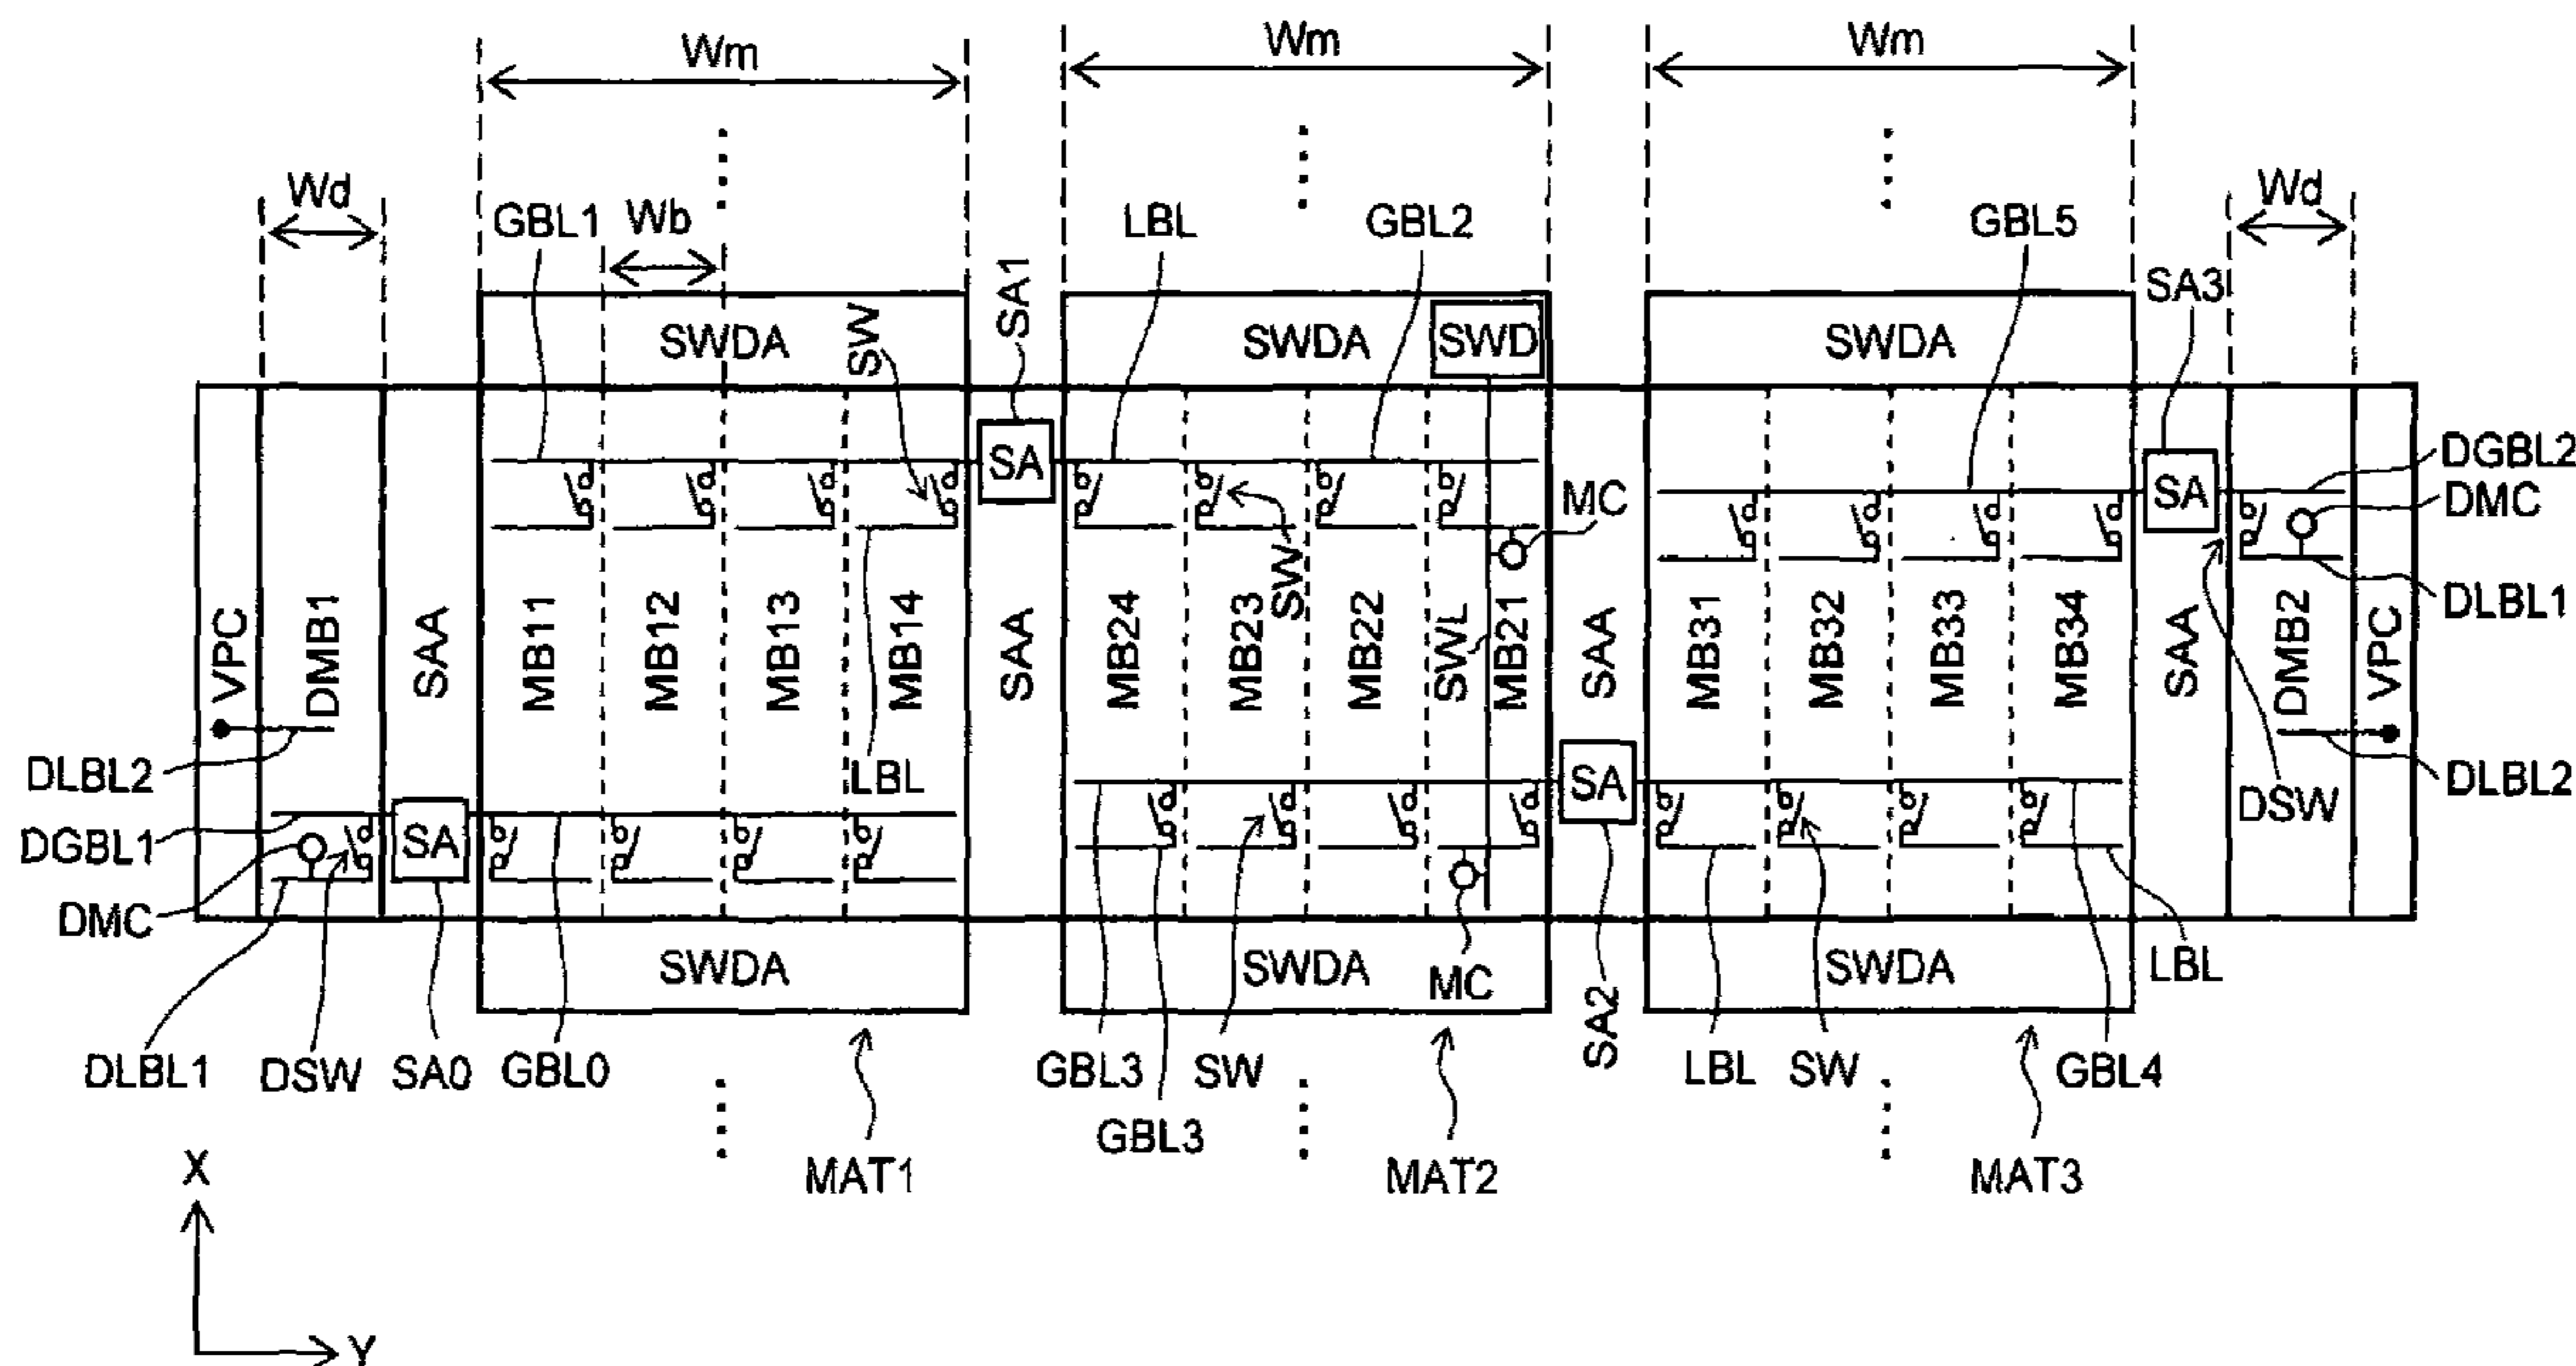 Wm Wm Wm
Wd Wb Wd
GBL1 LBL GBL2 GBL5
SW SA1 SA3
SWDA SWDA SWD SWDA
SA SA
MC
SW
DGBL2
DMC
DLBL1
VPC DMB1 SAA MB11 MB12 MB13 MB14 SAA MB24 MB23 MB22 SWL MB21 SAA MB31 MB32 MB33 MB34 SAA DMB2 VPC
DLBL2 LBL DSW DLBL2
DGBL1 SA SA
DMC
SWDA SWDA MC SWDA LBL
DLBL1 DSW SA0 GBL0 GBL3 SW SA2 LBL SW GBL4
GBL3
MAT1 MAT2 MAT3
X
Y